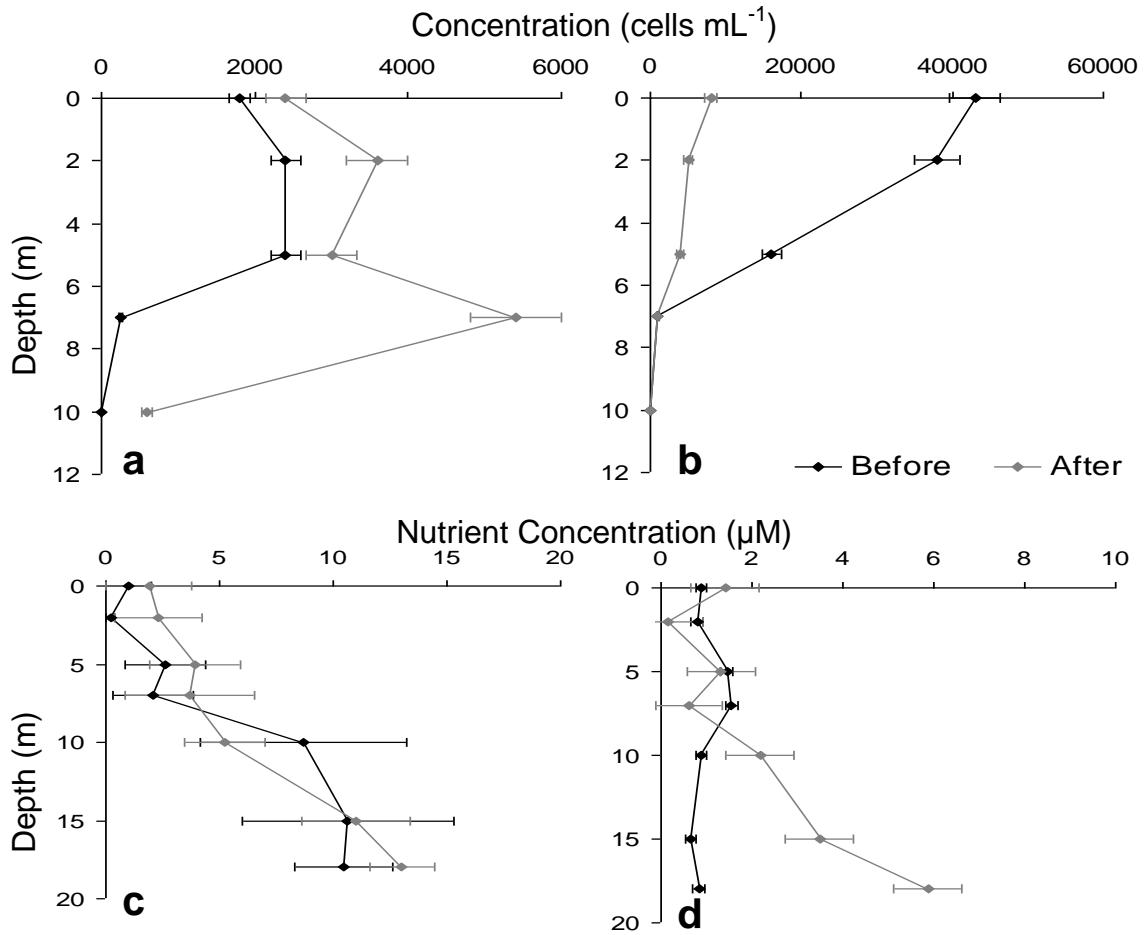 Concentration (cells mL-1)
0 2000 4000 6000
0 20000 40000 60000
0
2
4
6
8
10
12
Depth (m)
a
0
2
4
6
8
10
12
b
Before After
Nutrient Concentration (µM)
0 5 10 15 20
0 2 4 6 8 10
0
5
10
15
20
Depth (m)
c
0
5
10
15
20
d